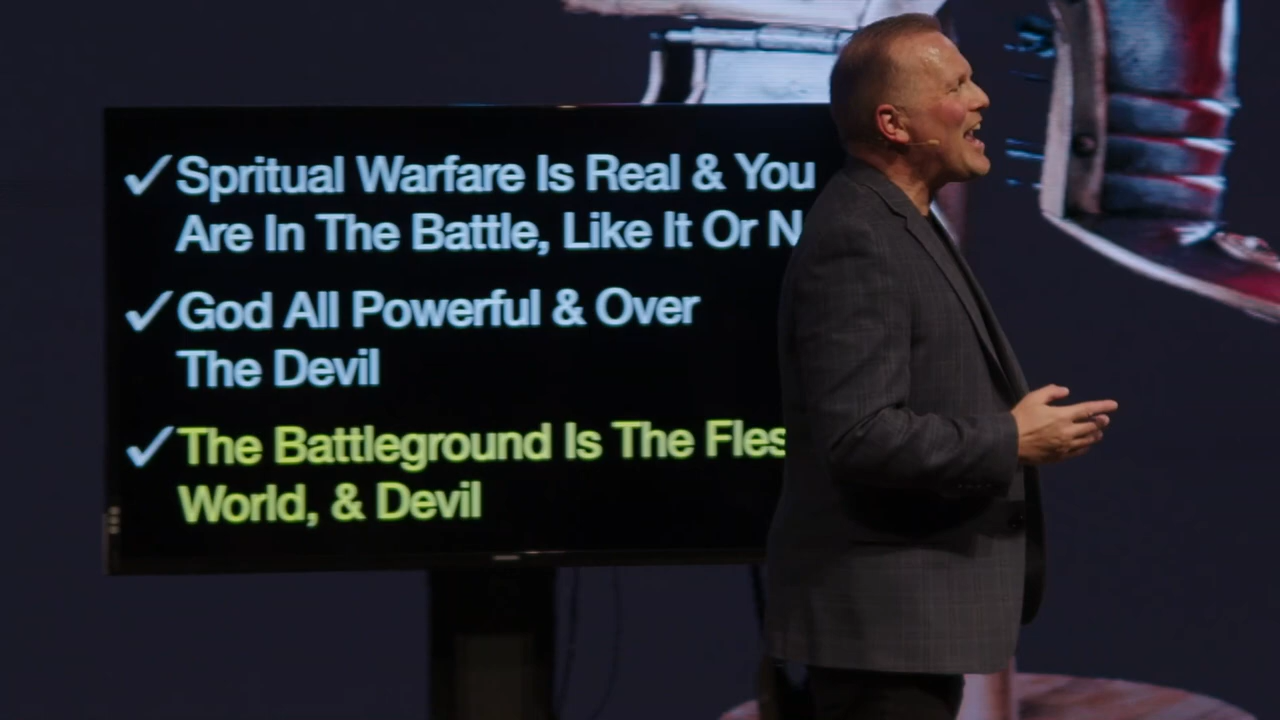 ✓ Spritual Warfare Is Real & You
Are In The Battle, Like It Or
✓ God All Powerful & Over
The Devil
✓ The Battleground Is The
World, & Devil